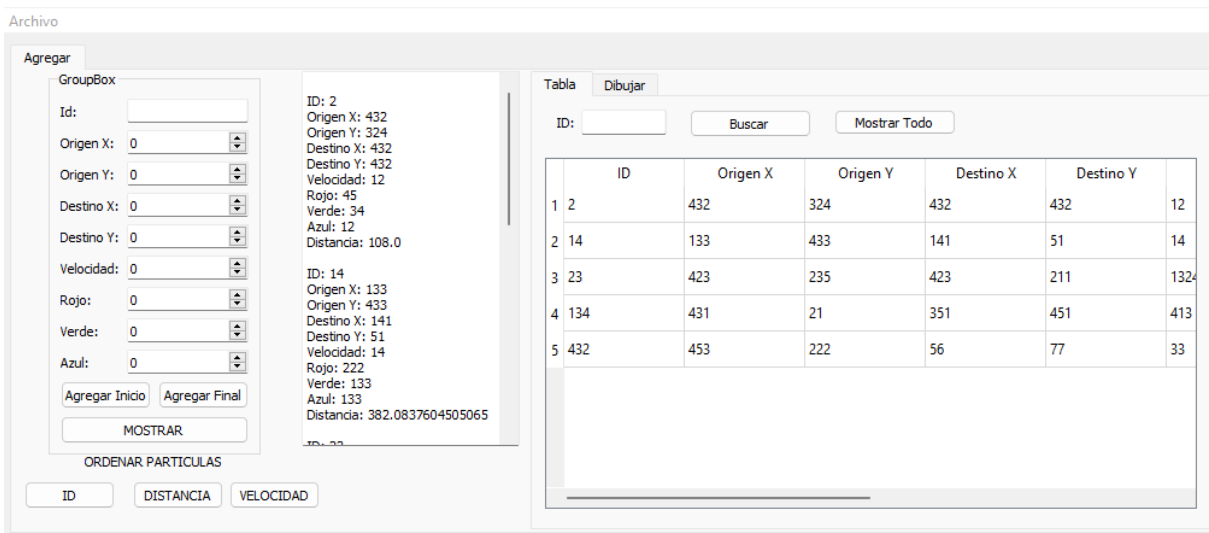 Archivo
Agregar
GroupBox
Id:
Origen X: 0
Origen Y: 0
Destino X: 0
Destino Y: 0
Velocidad: 0
Rojo: 0
Verde: 0
Azul: 0
Agregar Inicio Agregar Final
MOSTRAR
ORDENAR PARTICULAS
ID DISTANCIA VELOCIDAD
ID: 2
Origen X: 432
Origen Y: 324
Destino X: 432
Destino Y: 432
Velocidad: 12
Rojo: 45
Verde: 34
Azul: 12
Distancia: 108.0
ID: 14
Origen X: 133
Origen Y: 433
Destino X: 141
Destino Y: 51
Velocidad: 14
Rojo: 222
Verde: 133
Azul: 133
Distancia: 382.0837604505065
Tabla Dibujar
ID: Buscar Mostrar Todo
ID Origen X Origen Y Destino X Destino Y
1 2 432 324 432 432 12
2 14 133 433 141 51 14
3 23 423 235 423 211 1324
4 134 431 21 351 451 413
5 432 453 222 56 77 33